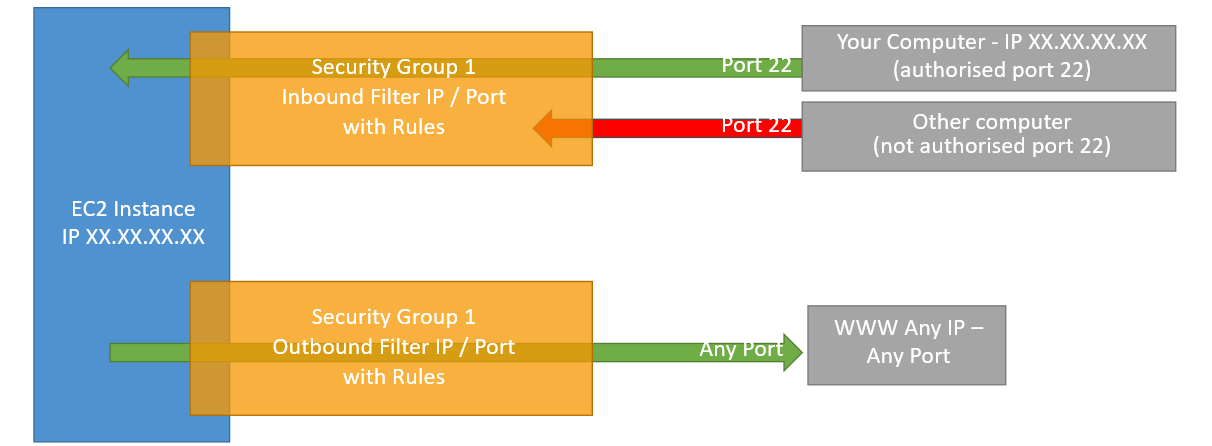 EC2 Instance
IP XX.XX.XX.XX
Security Group 1
Inbound Filter IP / Port
with Rules
Port 22
Your Computer - IP XX.XX.XX.XX
(authorised port 22)
Port 22
Other computer
(not authorised port 22)
Security Group 1
Outbound Filter IP / Port
with Rules
Any Port
WWW Any IP –
Any Port